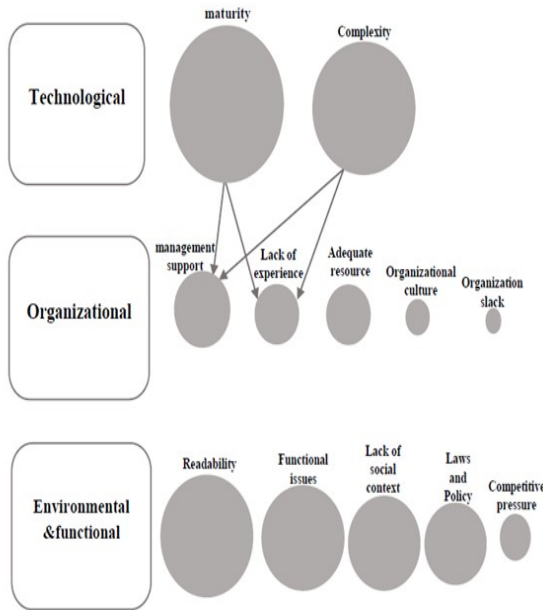 maturity
Complexity
Technological
management
support
Lack of
experience
Adequate
resource
Organizational
culture
Organization
slack
Organizational
Readability
Functional
issues
Lack of
social
context
Laws
and
Policy
Competitive
pressure
Environmental
&functional